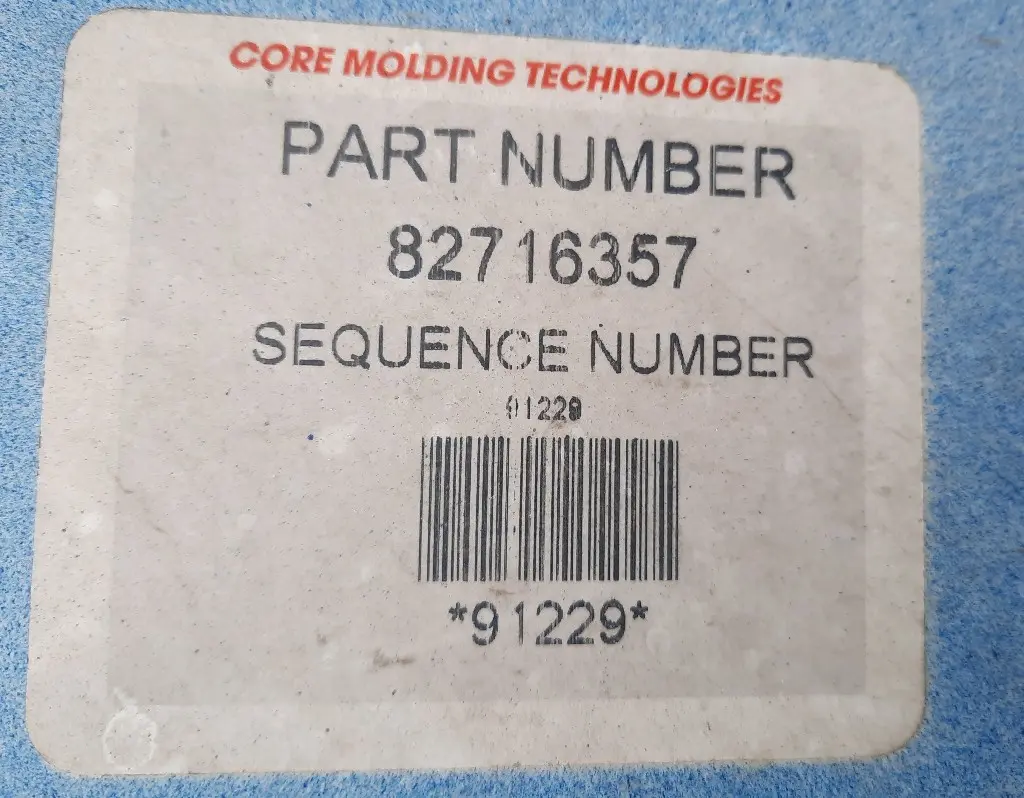 CORE MOLDING TECHNOLOGIES
PART NUMBER
82716357
SEQUENCE NUMBER
91229
*91229*